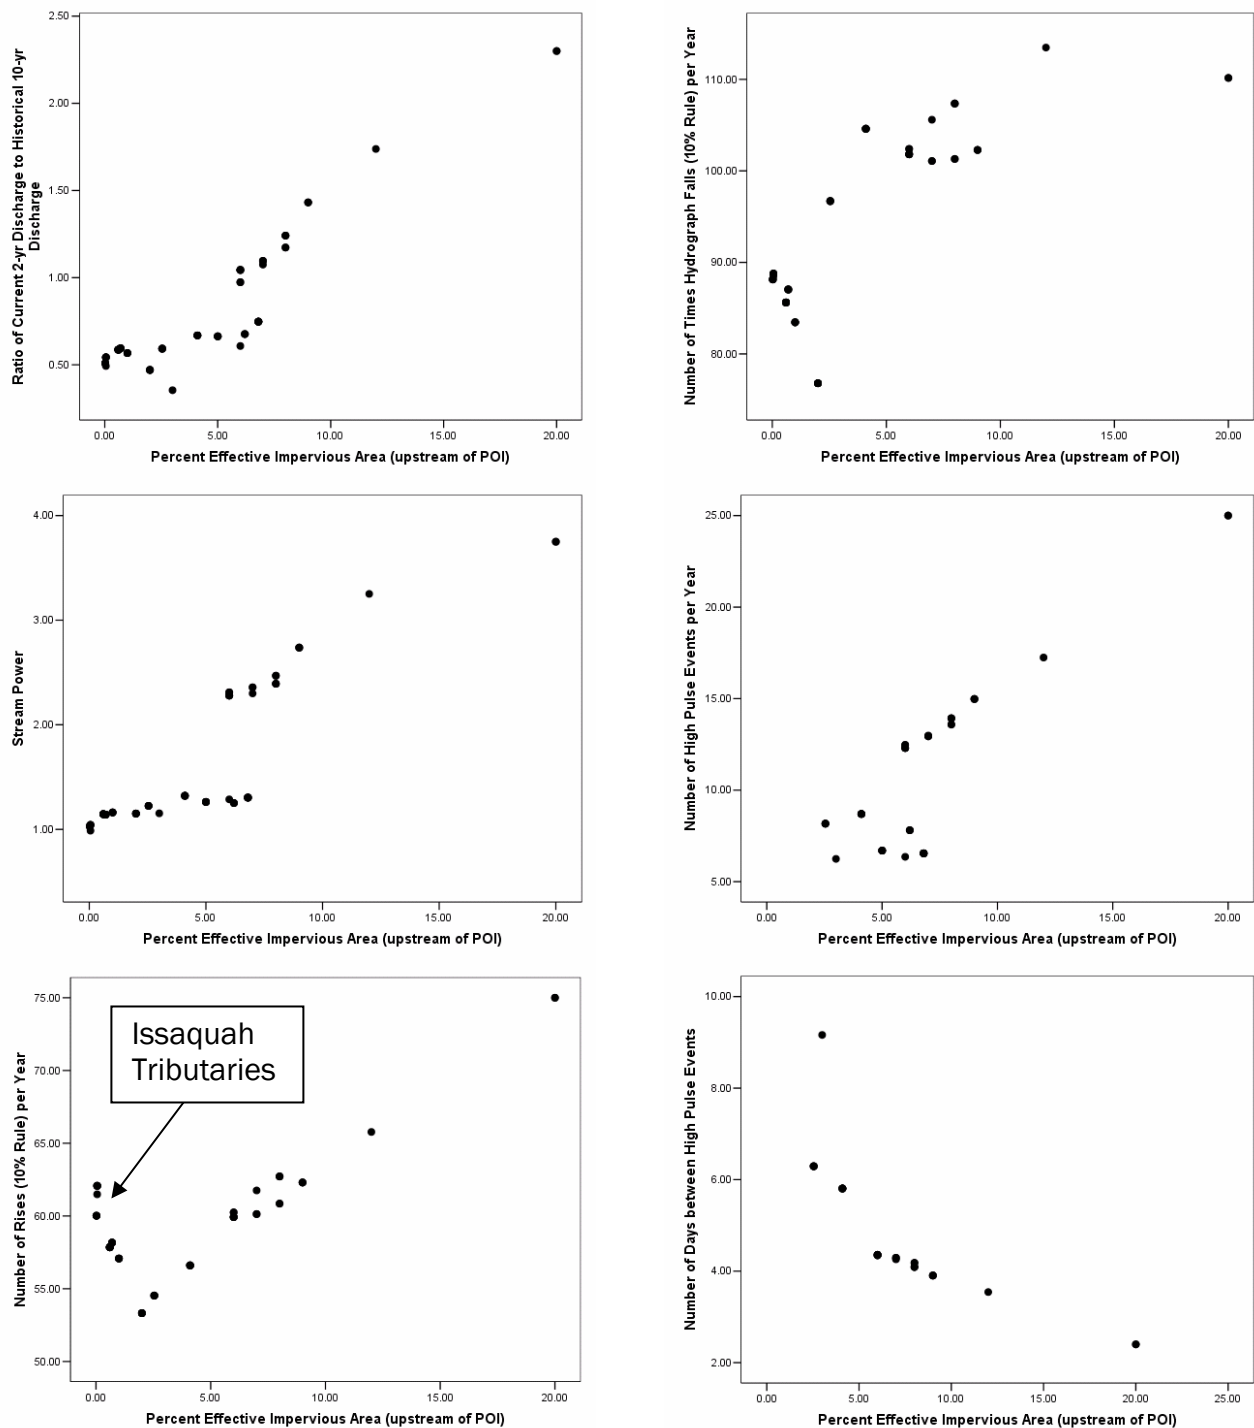 2.50
2.00
1.50
1.00
0.50
Ratio of Current 2-yr Discharge to Historical 10-yr
Discharge
0.00 5.00 10.00 15.00 20.00
Percent Effective Impervious Area (upstream of POI)
110.00
100.00
90.00
80.00
Number of Times Hydrograph Falls (10% Rule) per Year
0.00 5.00 10.00 15.00 20.00
Percent Effective Impervious Area (upstream of POI)
4.00
3.00
2.00
1.00
Stream Power
0.00 5.00 10.00 15.00 20.00
Percent Effective Impervious Area (upstream of POI)
25.00
20.00
15.00
10.00
5.00
Number of High Pulse Events per Year
0.00 5.00 10.00 15.00 20.00
Percent Effective Impervious Area (upstream of POI)
75.00
70.00
65.00
60.00
55.00
50.00
Number of Rises (10% Rule) per Year
Issaquah
Tributaries
0.00 5.00 10.00 15.00 20.00
Percent Effective Impervious Area (upstream of POI)
10.00
8.00
6.00
4.00
2.00
Number of Days between High Pulse Events
0.00 5.00 10.00 15.00 20.00 25.00
Percent Effective Impervious Area (upstream of POI)